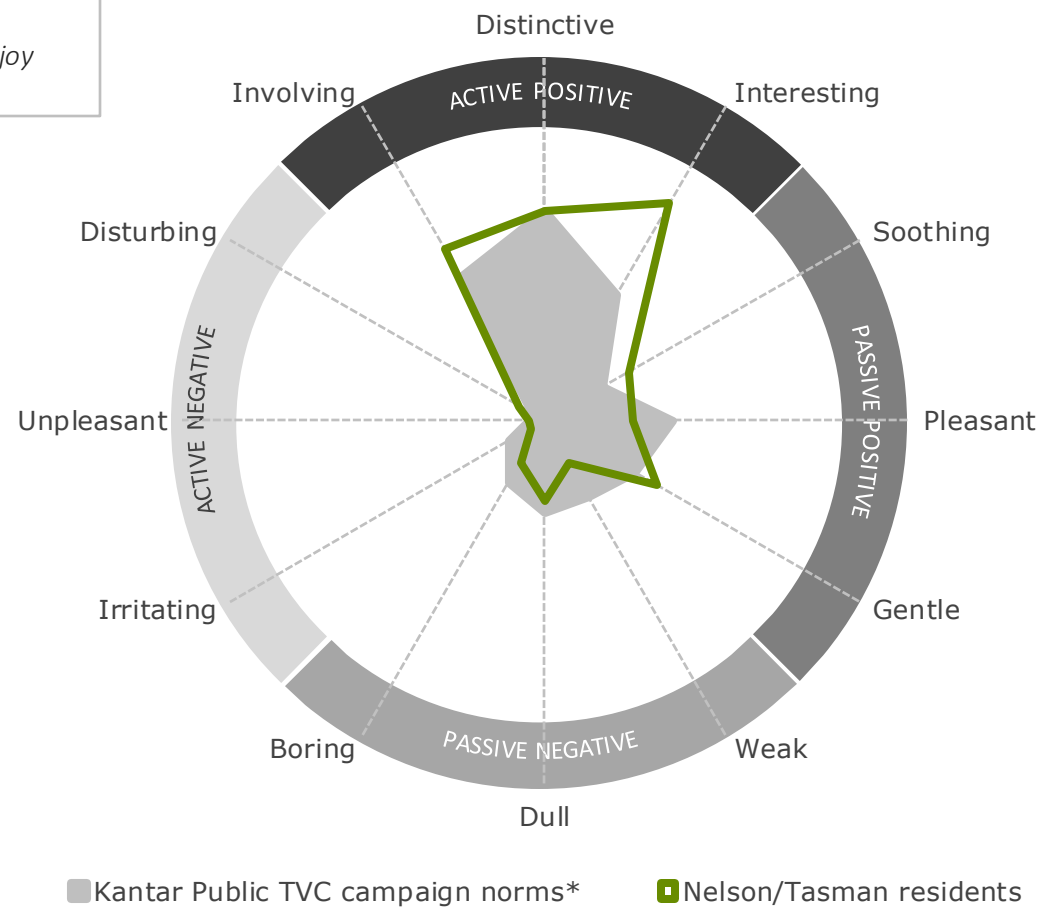 joy
Distinctive
Involving
ACTIVE POSITIVE
Interesting
Disturbing
Soothing
ACTIVE NEGATIVE
PASSIVE POSITIVE
Unpleasant
Pleasant
Irritating
Gentle
Boring
PASSIVE NEGATIVE
Weak
Dull
Kantar Public TVC campaign norms*
Nelson/Tasman residents